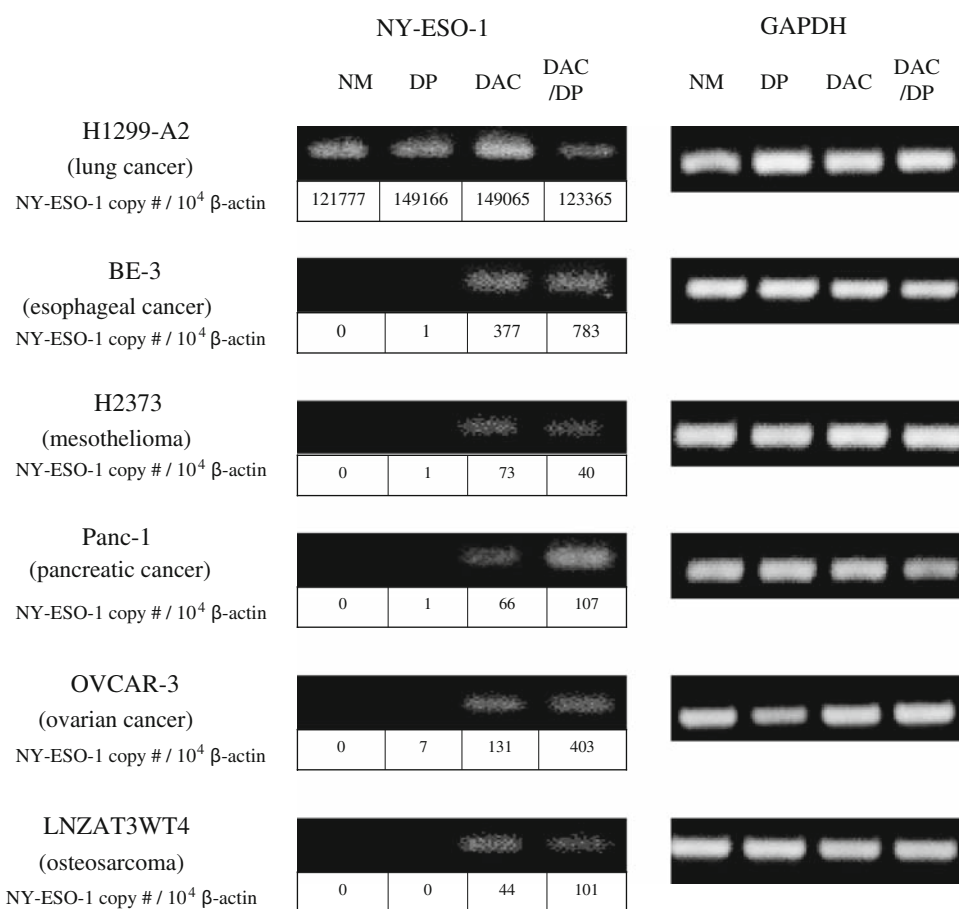 NY-ESO-1 GAPDH
NM DP DAC DAC /DP NM DP DAC DAC /DP
H1299-A2
(lung cancer)
NY-ESO-1 copy # / 10⁴ β-actin 121777 149166 149065 123365
BE-3
(esophageal cancer)
NY-ESO-1 copy # / 10⁴ β-actin 0 1 377 783
H2373
(mesothelioma)
NY-ESO-1 copy # / 10⁴ β-actin 0 1 73 40
Panc-1
(pancreatic cancer)
NY-ESO-1 copy # / 10⁴ β-actin 0 1 66 107
OVCAR-3
(ovarian cancer)
NY-ESO-1 copy # / 10⁴ β-actin 0 7 131 403
LNZAT3WT4
(osteosarcoma)
NY-ESO-1 copy # / 10⁴ β-actin 0 0 44 101